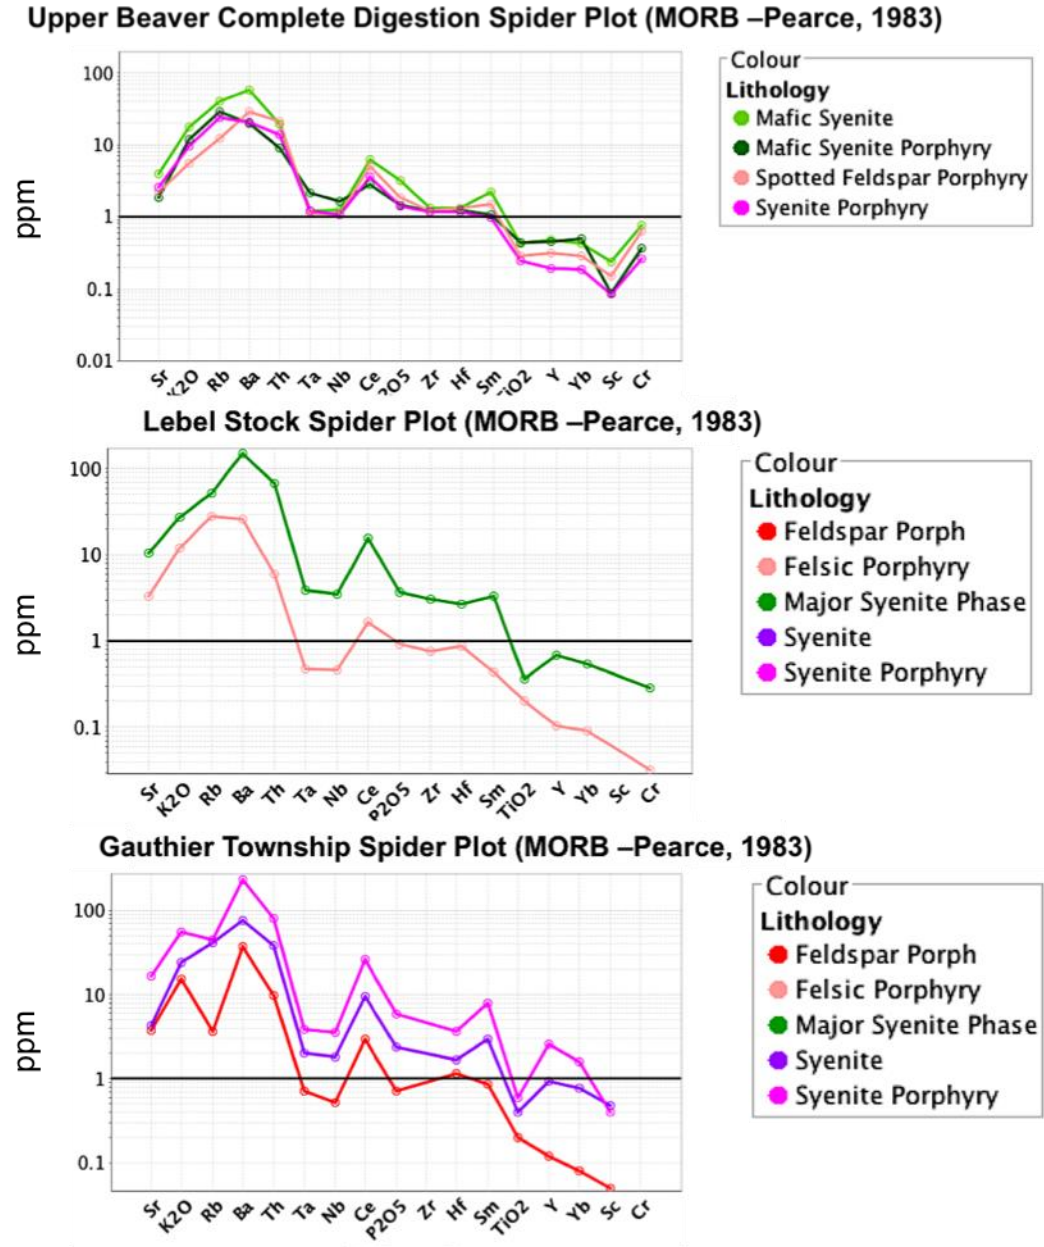 Upper Beaver Complete Digestion Spider Plot (MORB –Pearce, 1983)
ppm
100
10
1
0.1
0.01
Sr K2O Rb Ba Th Ta Nb Ce 2O5 Zr Hf Sm TiO2 Y Yb Sc Cr
Colour
Lithology
Mafic Syenite
Mafic Syenite Porphyry
Spotted Feldspar Porphyry
Syenite Porphyry
Lebel Stock Spider Plot (MORB –Pearce, 1983)
ppm
100
10
1
0.1
Sr K2O Rb Ba Th Ta Nb Ce P2O5 Zr Hf Sm TiO2 Y Yb Sc Cr
Colour
Lithology
Feldspar Porph
Felsic Porphyry
Major Syenite Phase
Syenite
Syenite Porphyry
Gauthier Township Spider Plot (MORB –Pearce, 1983)
ppm
100
10
1
0.1
Sr K2O Rb Ba Th Ta Nb Ce P2O5 Zr Hf Sm TiO2 Y Yb Sc Cr
Colour
Lithology
Feldspar Porph
Felsic Porphyry
Major Syenite Phase
Syenite
Syenite Porphyry